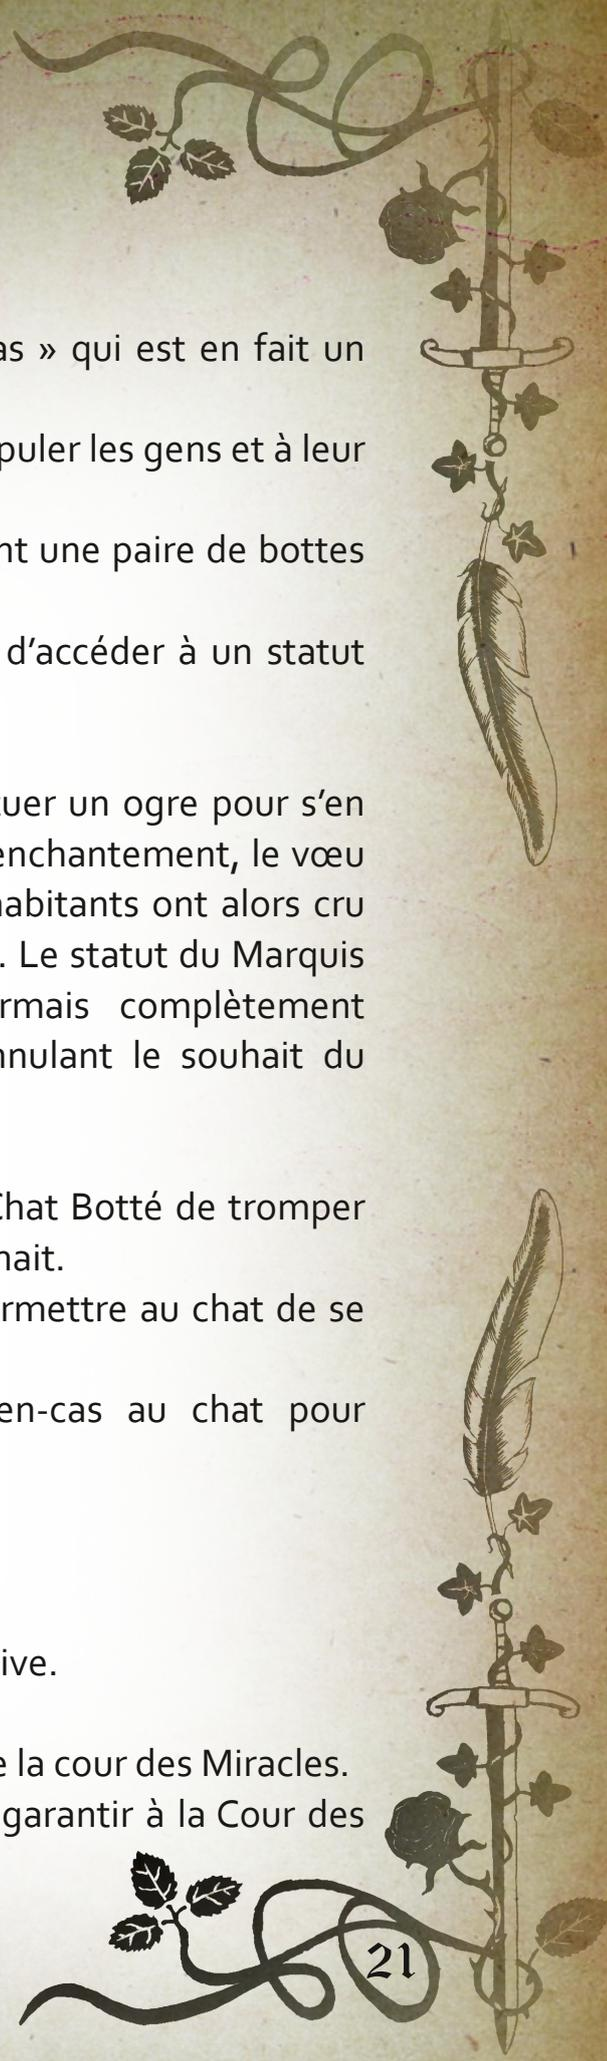 as » qui est en fait un
puler les gens et à leur
nt une paire de bottes
d’accéder à un statut
tuer un ogre pour s’en
enchantement, le vœu
habitants ont alors cru
. Le statut du Marquis
rmais complètement
nnulant le souhait du
Chat Botté de tromper
hait.
rmettre au chat de se
en-cas au chat pour
ive.
e la cour des Miracles.
garantir à la Cour des
21